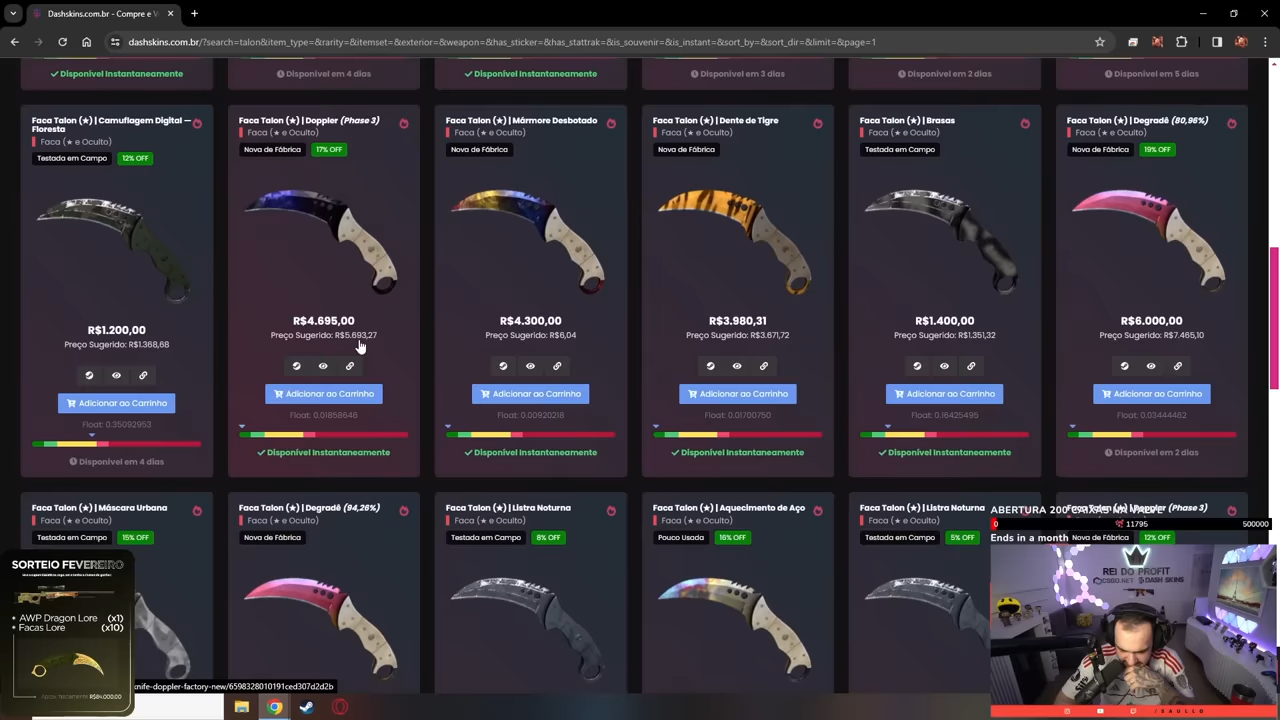 Dashskins.com.br - Compre e V
dashskins.com.br/?search=talon&item_type=&rarity=&itemset=&exterior=&weapon=&has_sticker=&has_stattrak=&is_souvenir=&is_instant=&sort_by=&sort_dir=&limit=&page=1
Disponível Instantaneamente
Disponível em 4 dias
Disponível Instantaneamente
Disponível em 3 dias
Disponível em 2 dias
Disponível em 5 dias
Faca Talon (★) | Camuflagem Digital —
Floresta
Faca (★ e Oculto)
Testada em Campo 12% OFF
R$1.200,00
Preço Sugerido: R$1.368,68
Adicionar ao Carrinho
Float: 0.35092953
Disponível em 4 dias
Faca Talon (★) | Doppler (Phase 3)
Faca (★ e Oculto)
Nova de Fábrica 17% OFF
R$4.695,00
Preço Sugerido: R$5.693,27
Adicionar ao Carrinho
Float: 0.01858646
Disponível Instantaneamente
Faca Talon (★) | Mármore Desbotado
Faca (★ e Oculto)
Nova de Fábrica
R$4.300,00
Preço Sugerido: R$6,04
Adicionar ao Carrinho
Float: 0.00920218
Disponível Instantaneamente
Faca Talon (★) | Dente de Tigre
Faca (★ e Oculto)
Nova de Fábrica
R$3.980,31
Preço Sugerido: R$3.671,72
Adicionar ao Carrinho
Float: 0.01700750
Disponível Instantaneamente
Faca Talon (★) | Brasas
Faca (★ e Oculto)
Testada em Campo
R$1.400,00
Preço Sugerido: R$1.351,32
Adicionar ao Carrinho
Float: 0.16425495
Disponível Instantaneamente
Faca Talon (★) | Degradê (80,96%)
Faca (★ e Oculto)
Nova de Fábrica 19% OFF
R$6.000,00
Preço Sugerido: R$7.465,10
Adicionar ao Carrinho
Float: 0.03444462
Disponível em 2 dias
Faca Talon (★) | Máscara Urbana
Faca (★ e Oculto)
15% OFF
Faca Talon (★) | Degradê (94,26%)
Faca (★ e Oculto)
Nova de Fábrica
Faca Talon (★) | Listra Noturna
Faca (★ e Oculto)
Testada em Campo 8% OFF
Faca Talon (★) | Aquecimento de Aço
Faca (★ e Oculto)
Pouco Usada 16% OFF
Faca Talon (★) | Listra Noturna
Faca (★ e Oculto)
Testada em Campo 5% OFF
(Phase 3)
Nova de Fábrica 12% OFF
ABERTURA 200
0 11795 500000
Ends in a month
REI DO PROFIT
CSGO.NET DASH SKINS
/SAULLO
SORTEIO FEVEREIRO
• AWP Dragon Lore (x1)
• Facas Lore (x10)
R$84.000,00
knife-doppler-factory-new/6598328010191ced307d2d2b